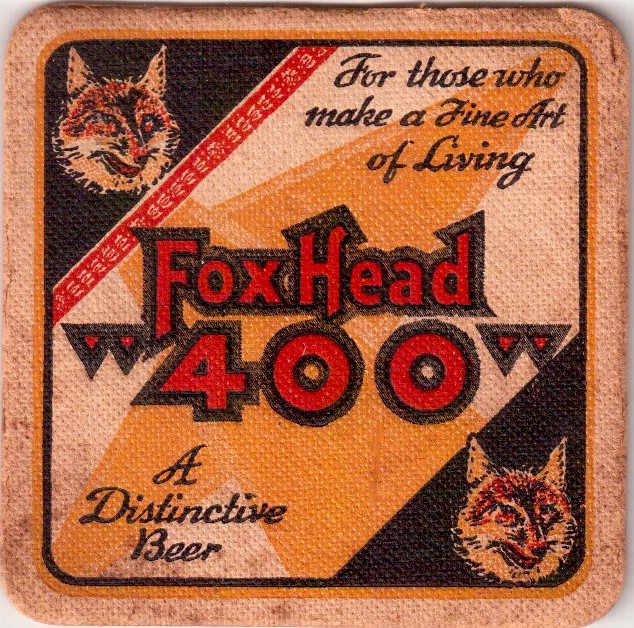 For those who
make a Fine Art
of Living
Fox Head
"400"
A
Distinctive
Beer